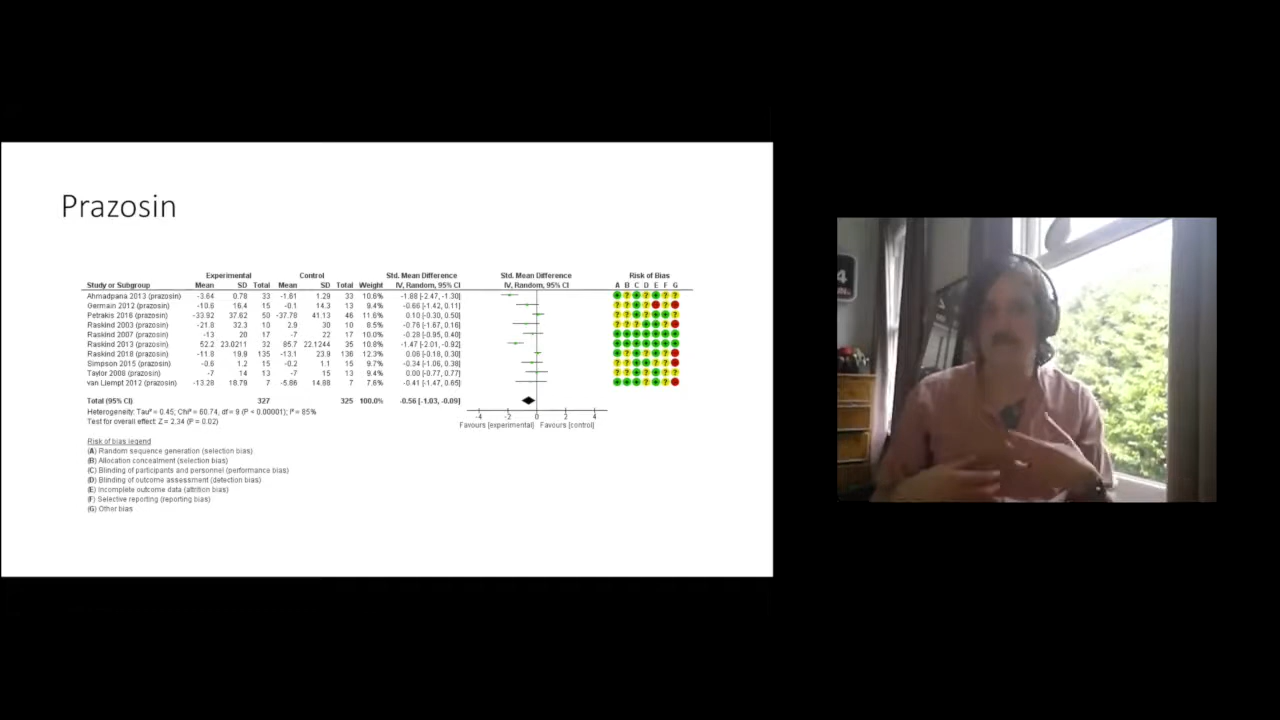 Prazosin
Experimental Control Std. Mean Difference Std. Mean Difference Risk of Bias
Study or Subgroup Mean SD Total Mean SD Total Weight IV, Random, 95% CI IV, Random, 95% CI A B C D E F G
Ahmadpana 2013 (prazosin) -3.64 0.78 33 -1.61 1.29 33 10.6% -1.88 [-2.47, -1.30]
Germain 2012 (prazosin) -10.6 16.4 15 -0.1 14.3 13 9.6% -0.66 [-1.42, 0.11]
Petrakis 2016 (prazosin) -33.92 37.62 50 -37.78 41.13 46 11.6% 0.10 [-0.30, 0.50]
Raskind 2003 (prazosin) -21.8 32.3 10 2.9 30 10 8.5% -0.76 [-1.67, 0.16]
Raskind 2007 (prazosin) -13 20 17 -7 22 17 10.0% -0.28 [-0.95, 0.40]
Raskind 2013 (prazosin) 52.2 23.0211 32 85.7 22.1244 35 10.8% -1.47 [-2.01, -0.92]
Raskind 2018 (prazosin) -11.8 19.9 135 -13.1 23.9 136 12.3% 0.06 [-0.18, 0.30]
Simpson 2015 (prazosin) -0.6 1.2 15 -0.2 1.1 15 9.7% -0.34 [-1.06, 0.38]
Taylor 2008 (prazosin) -7 14 13 -7 15 13 9.4% 0.00 [-0.77, 0.77]
van Liempt 2012 (prazosin) -13.28 18.79 7 -5.86 14.88 7 7.6% -0.41 [-1.47, 0.65]
Total (95% CI) 327 325 100.0% -0.56 [-1.03, -0.09]
Heterogeneity: Tau² = 0.45; Chi² = 60.74, df = 9 (P < 0.00001); I² = 85%
Test for overall effect: Z = 2.34 (P = 0.02)
-4 -2 0 2 4
Favours [experimental] Favours [control]
Risk of bias legend
(A) Random sequence generation (selection bias)
(B) Allocation concealment (selection bias)
(C) Blinding of participants and personnel (performance bias)
(D) Blinding of outcome assessment (detection bias)
(E) Incomplete outcome data (attrition bias)
(F) Selective reporting (reporting bias)
(G) Other bias
4